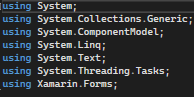 using System;
using System.Collections.Generic;
using System.ComponentModel;
using System.Linq;
using System.Text;
using System.Threading.Tasks;
using Xamarin.Forms;